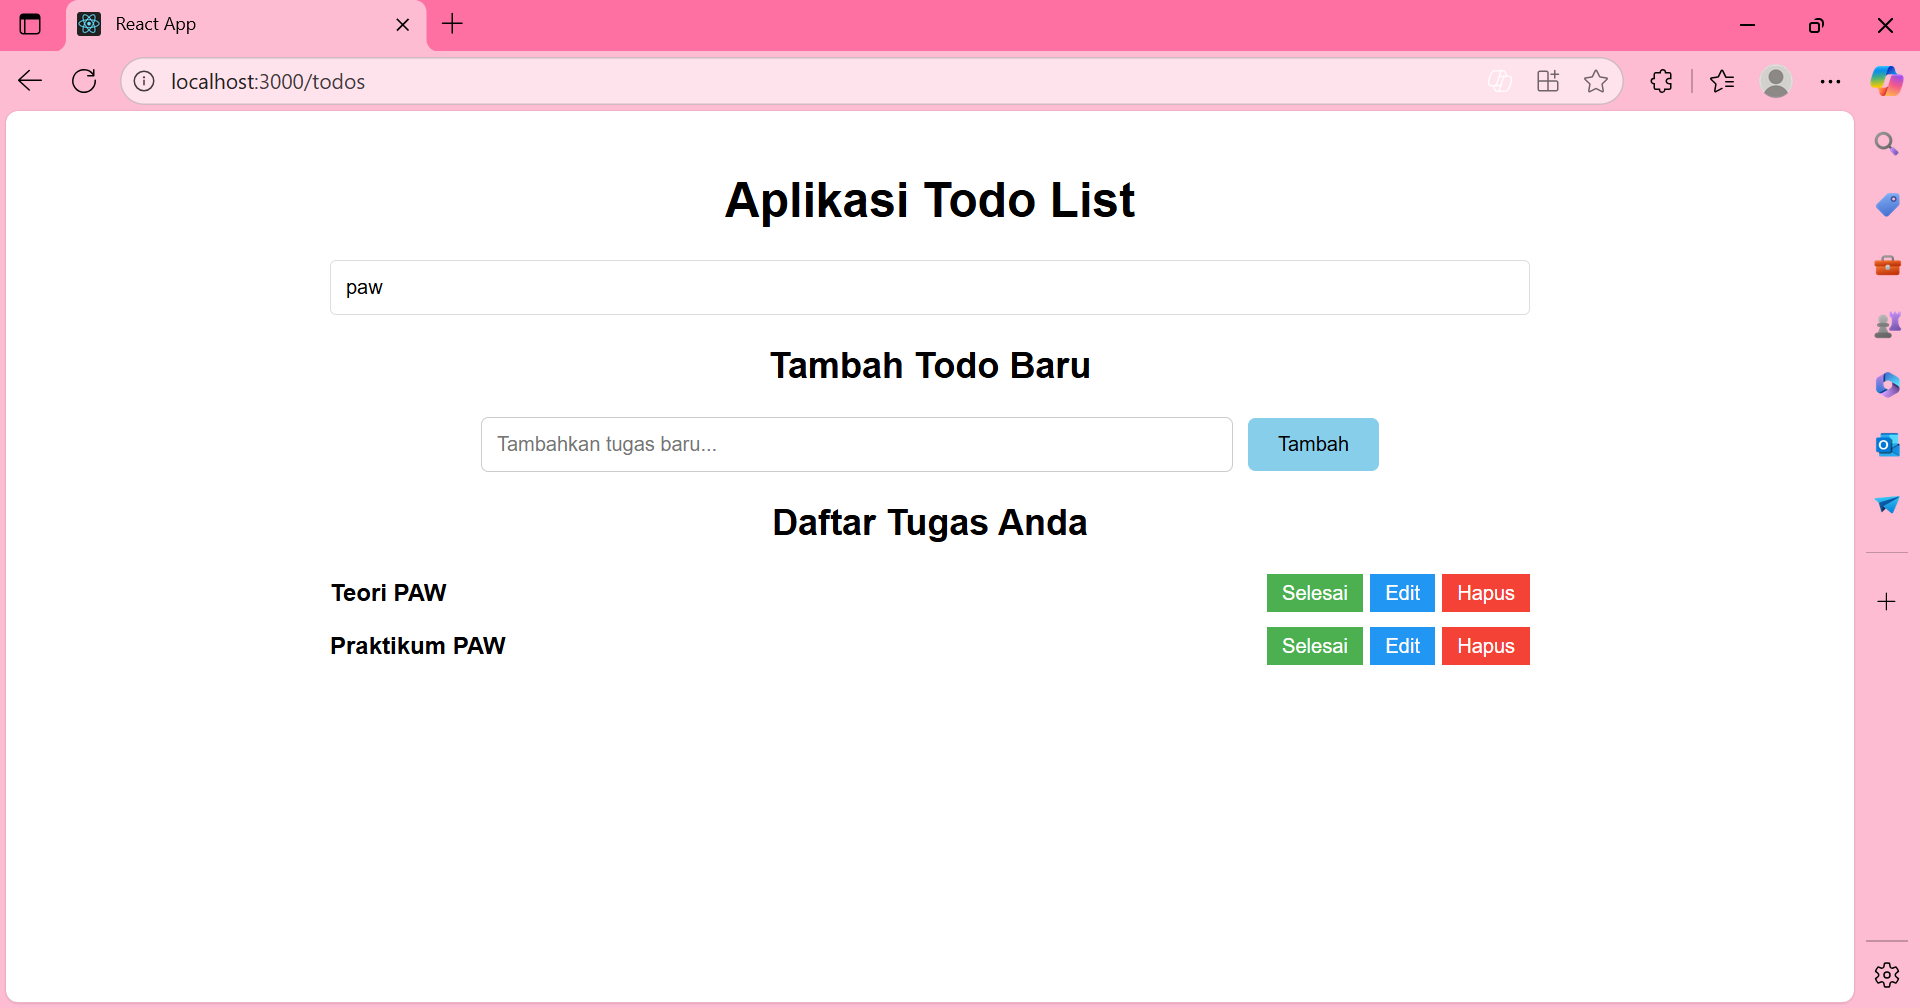 React App
localhost:3000/todos
Aplikasi Todo List
paw
Tambah Todo Baru
Tambahkan tugas baru... Tambah
Daftar Tugas Anda
Teori PAW Selesai Edit Hapus
Praktikum PAW Selesai Edit Hapus